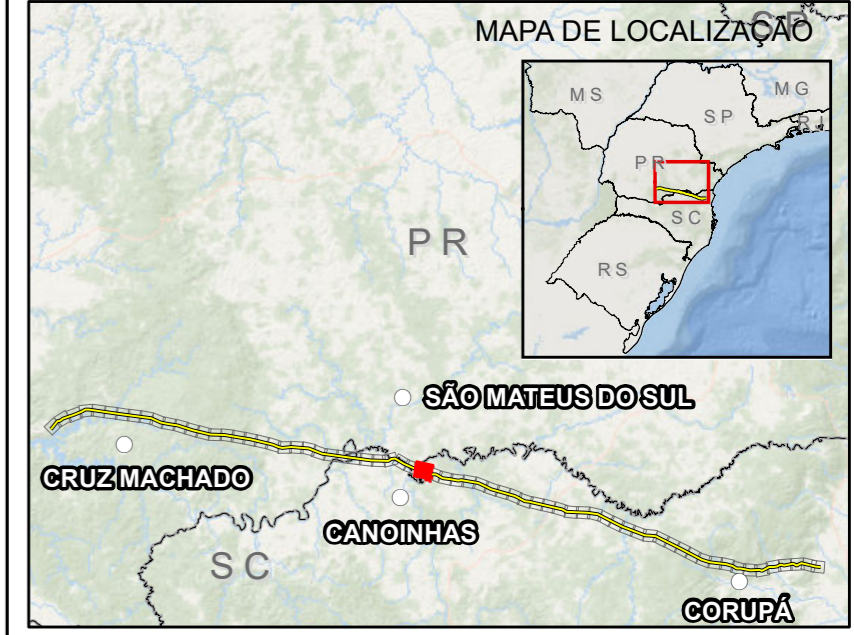 MAPA DE LOCALIZAÇÃO
MS
MG
SP
RJ
PR
SC
RS
PR
SÃO MATEUS DO SUL
CRUZ MACHADO
CANOINHAS
SC
CORUPÁ